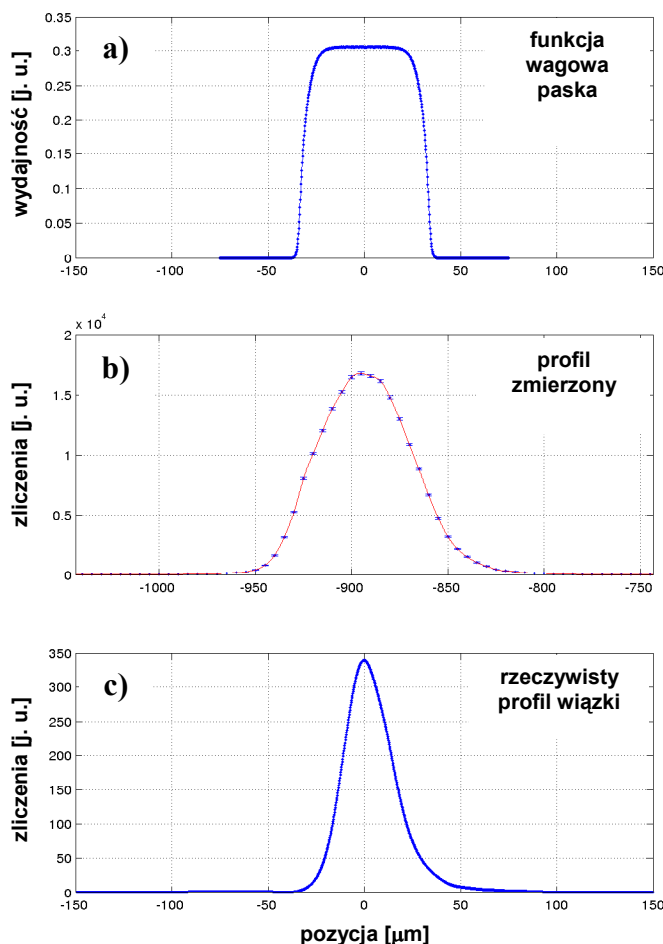 a)
funkcja
wagowa
paska
wydajność [j. u.]
0.35
0.3
0.25
0.2
0.15
0.1
0.05
0
-150 -100 -50 0 50 100 150
x 10⁴
b)
profil
zmierzony
zliczenia [j. u.]
2
1.5
1
0.5
0
-1000 -950 -900 -850 -800 -750
c)
rzeczywisty
profil wiązki
zliczenia [j. u.]
350
300
250
200
150
100
50
0
-150 -100 -50 0 50 100 150
pozycja [μm]